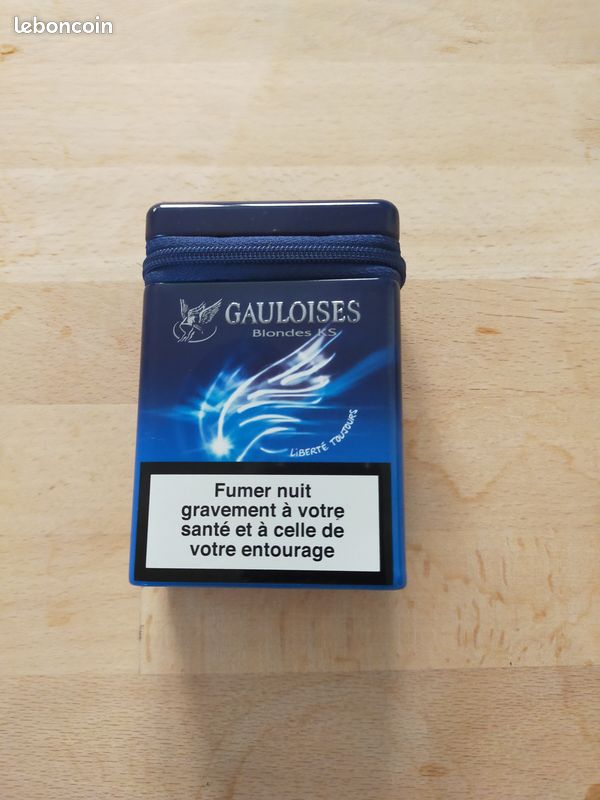 leboncoin
GAULOISES
Blondes KS
LIBERTÉ TOUJOURS
Fumer nuit
gravement à votre
santé et à celle de
votre entourage